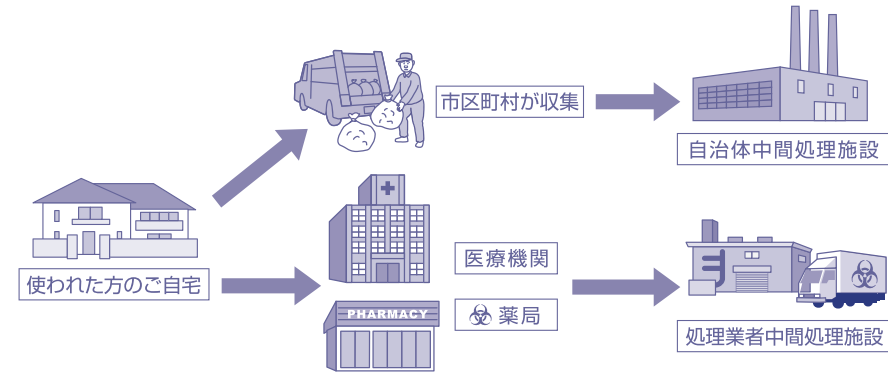 市区町村が収集
自治体中間処理施設
使われた方のご自宅
医療機関
PHARMACY
薬局
処理業者中間処理施設